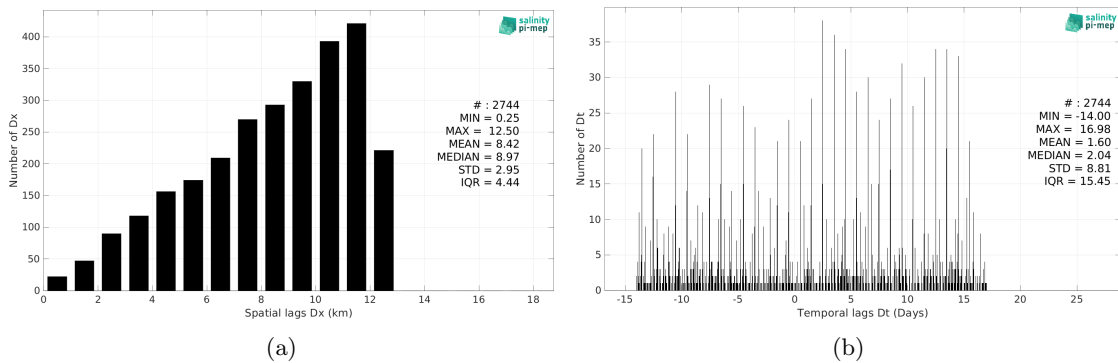 salinity
pi-mep
400
350
300
250
200
150
100
50
0
Number of Dx
# : 2744
MIN = 0.25
MAX = 12.50
MEAN = 8.42
MEDIAN = 8.97
STD = 2.95
IQR = 4.44
0 2 4 6 8 10 12 14 16 18
Spatial lags Dx (km)
(a)
salinity
pi-mep
35
30
25
20
15
10
5
0
Number of Dt
# : 2744
MIN = -14.00
MAX = 16.98
MEAN = 1.60
MEDIAN = 2.04
STD = 8.81
IQR = 15.45
-15 -10 -5 0 5 10 15 20 25
Temporal lags Dt (Days)
(b)